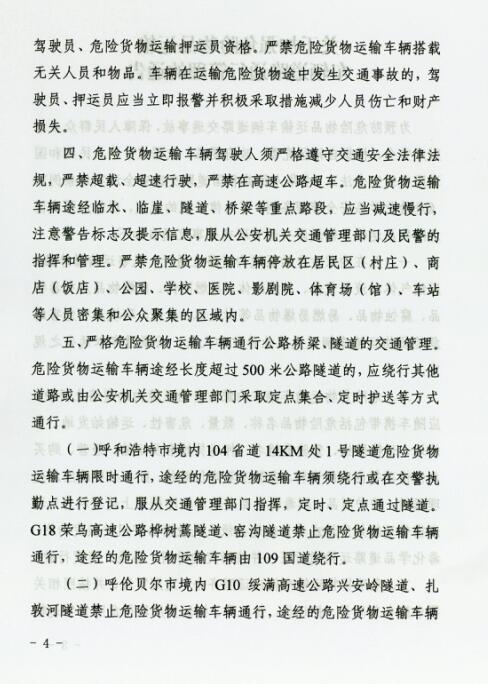 驾驶员、危险货物运输押运员资格。严禁危险货物运输车辆搭载
无关人员和物品。车辆在运输危险货物途中发生交通事故的，驾
驶员、押运员应当立即报警并积极采取措施减少人员伤亡和财产
损失。
四、危险货物运输车辆驾驶人须严格遵守交通安全法律法
规，严禁超载、超速行驶，严禁在高速公路超车。危险货物运输
车辆途经临水、临崖、隧道、桥梁等重点路段，应当减速慢行，
注意警告标志及提示信息，服从公安机关交通管理部门及民警的
指挥和管理。严禁危险货物运输车辆停放在居民区（村庄）、商
店（饭店）、公园、学校、医院、影剧院、体育场（馆）、车站
等人员密集和公众聚集的区域内。
五、严格危险货物运输车辆通行公路桥梁、隧道的交通管理。
危险货物运输车辆途经长度超过 500 米公路隧道的，应绕行其他
道路或由公安机关交通管理部门采取定点集合、定时护送等方式
通行。
（一）呼和浩特市境内 104 省道 14KM 处 1 号隧道危险货物
运输车辆限时通行，途经的危险货物运输车辆须绕行或在交警执
勤点进行登记，服从交通管理部门指挥，定时、定点通过隧道。
G18 荣乌高速公路桦树蒿隧道、窑沟隧道禁止危险货物运输车辆
通行，途经的危险货物运输车辆由 109 国道绕行。
（二）呼伦贝尔市境内 G10 绥满高速公路兴安岭隧道、扎
敦河隧道禁止危险货物运输车辆通行，途经的危险货物运输车辆
- 4 -